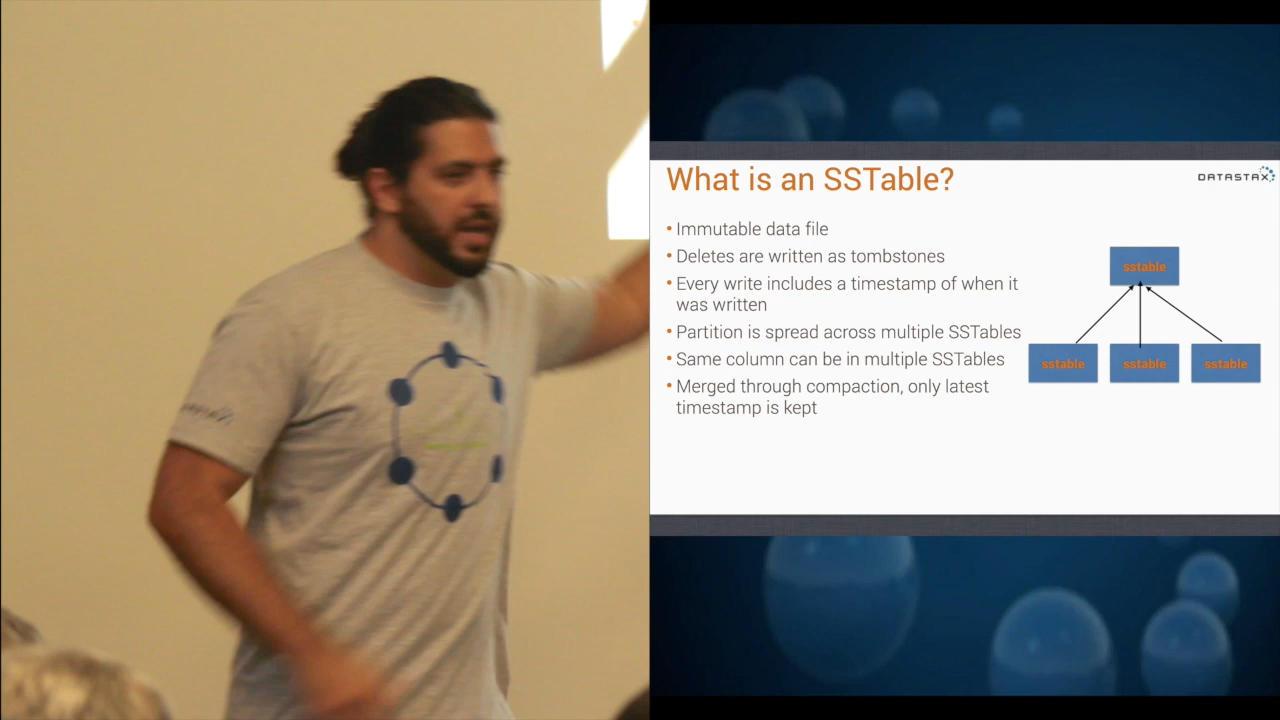 What is an SSTable?
DATASTAX
• Immutable data file
• Deletes are written as tombstones
• Every write includes a timestamp of when it
was written
• Partition is spread across multiple SSTables
• Same column can be in multiple SSTables
• Merged through compaction, only latest
timestamp is kept
sstable
sstable
sstable
sstable